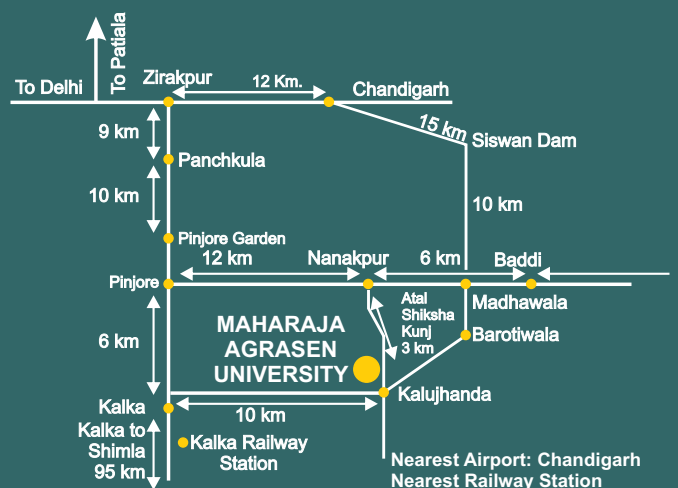 To Delhi
To Patiala
Zirakpur
12 Km.
Chandigarh
9 km
15 km
Siswan Dam
Panchkula
10 km
10 km
Pinjore Garden
12 km
Nanakpur
6 km
Baddi
Pinjore
Atal
Shiksha
Kunj
3 km
Madhawala
6 km
MAHARAJA
AGRASEN
UNIVERSITY
Barotiwala
Kalka
10 km
Kalujhanda
Kalka to
Shimla
95 km
Kalka Railway
Station
Nearest Airport: Chandigarh
Nearest Railway Station